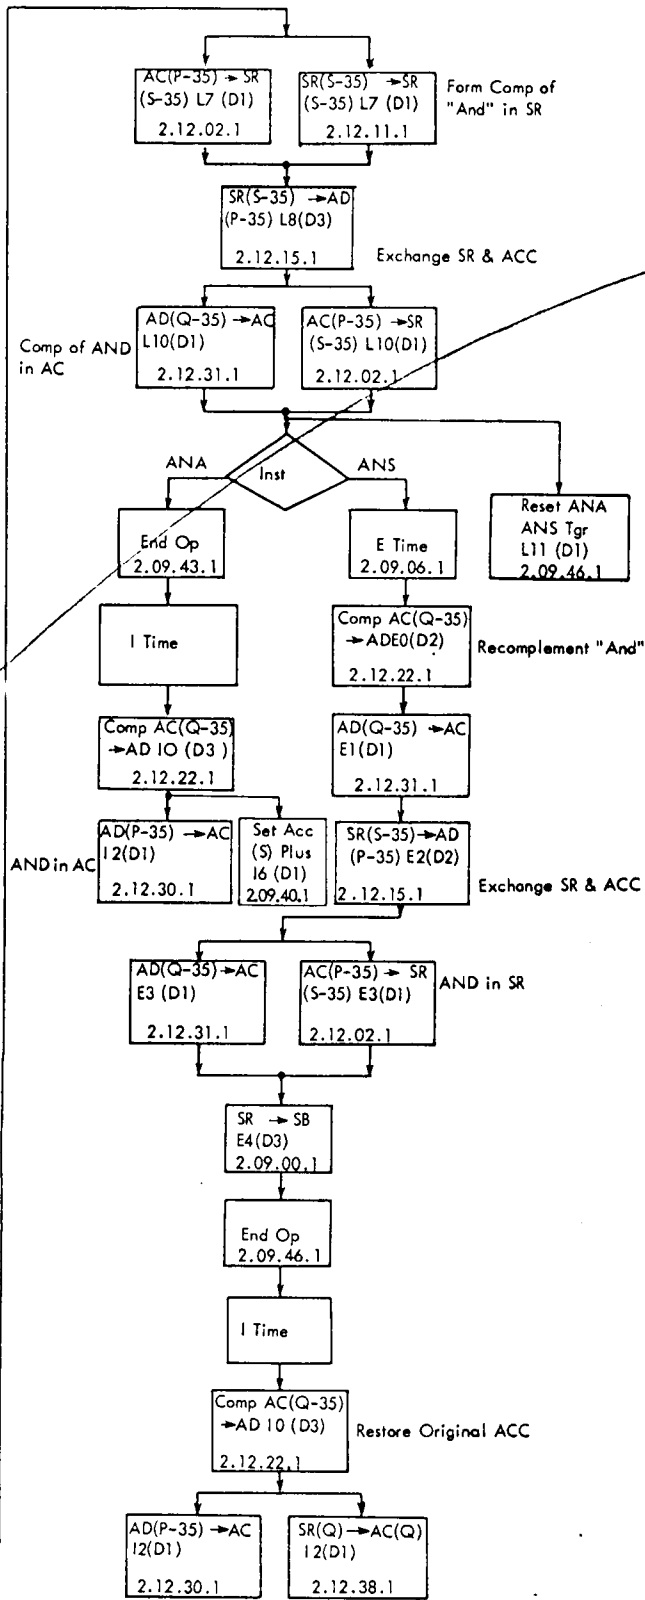 AC(P-35) → SR
(S-35) L7 (D1)
2.12.02.1
SR(S-35) → SR
(S-35) L7 (D1)
2.12.11.1
Form Comp of
"And" in SR
SR(S-35) → AD
(P-35) L8(D3)
2.12.15.1
Exchange SR & ACC
Comp of AND
in AC
AD(Q-35) → AC
L10(D1)
2.12.31.1
AC(P-35) → SR
(S-35) L10(D1)
2.12.02.1
ANA
Inst
ANS
End Op
2.09.43.1
E Time
2.09.06.1
Reset ANA
ANS Tgr
L11 (D1)
2.09.46.1
I Time
Comp AC(Q-35)
→ADE0(D2)
2.12.22.1
Recomplement "And"
Comp AC(Q-35)
→AD IO (D3)
2.12.22.1
AD(Q-35) → AC
E1(D1)
2.12.31.1
AND in AC
AD(P-35) → AC
I2(D1)
2.12.30.1
Set Acc
(S) Plus
I6 (D1)
2.09.40.1
SR(S-35)→AD
(P-35) E2(D2)
2.12.15.1
Exchange SR & ACC
AD(Q-35)→AC
E3 (D1)
2.12.31.1
AC(P-35)→ SR
(S-35) E3(D1)
2.12.02.1
AND in SR
SR → SB
E4(D3)
2.09.00.1
End Op
2.09.46.1
I Time
Comp AC(Q-35)
→AD I0 (D3)
2.12.22.1
Restore Original ACC
AD(P-35) →AC
I2(D1)
2.12.30.1
SR(Q)→AC(Q)
I2(D1)
2.12.38.1